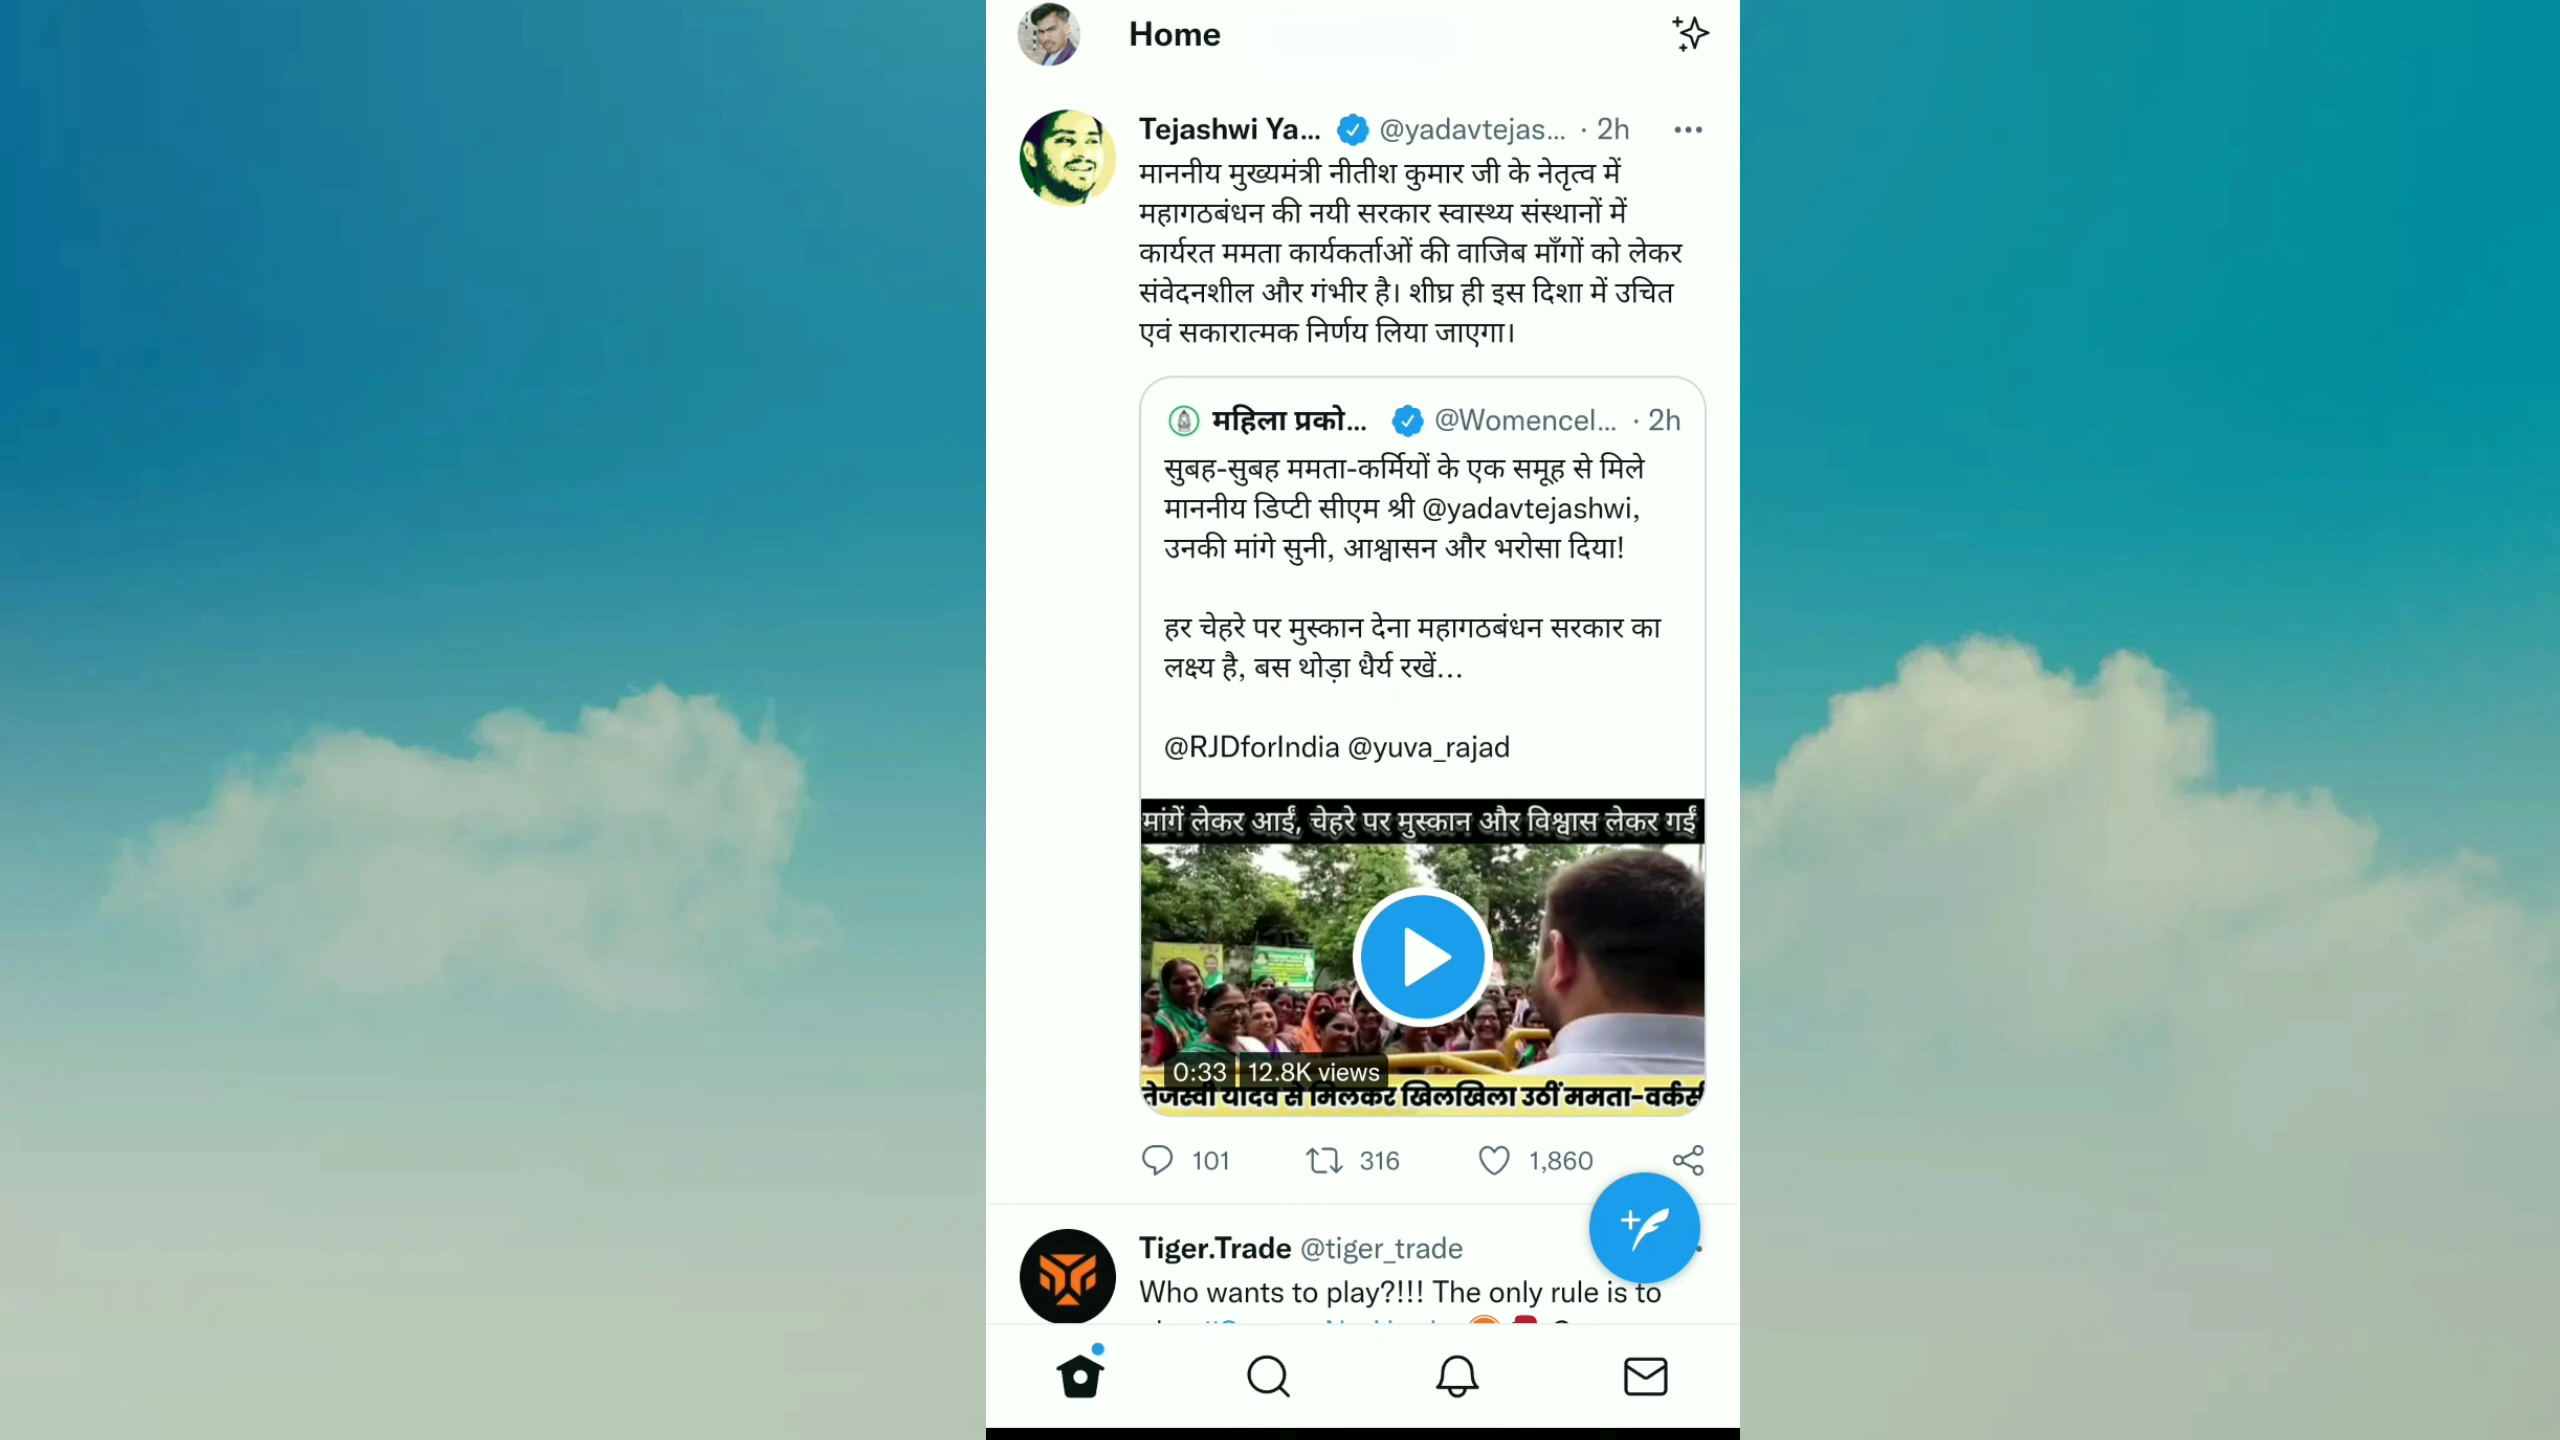 Home
Tejashwi Ya... @yadavtejas... · 2h
माननीय मुख्यमंत्री नीतीश कुमार जी के नेतृत्व में
महागठबंधन की नयी सरकार स्वास्थ्य संस्थानों में
कार्यरत ममता कार्यकर्ताओं की वाजिब माँगों को लेकर
संवेदनशील और गंभीर है। शीघ्र ही इस दिशा में उचित
एवं सकारात्मक निर्णय लिया जाएगा।
महिला प्रको... @Womencel... · 2h
सुबह-सुबह ममता-कर्मियों के एक समूह से मिले
माननीय डिप्टी सीएम श्री @yadavtejashwi,
उनकी मांगे सुनी, आश्वासन और भरोसा दिया!
हर चेहरे पर मुस्कान देना महागठबंधन सरकार का
लक्ष्य है, बस थोड़ा धैर्य रखें...
@RJDforIndia @yuva_rajad
मांगें लेकर आईं, चेहरे पर मुस्कान और विश्वास लेकर गईं
0:33 12.8K views
तेजस्वी यादव से मिलकर खिलखिला उठीं ममता-वर्कर्स
101 316 1,860
Tiger.Trade @tiger_trade
Who wants to play?!!! The only rule is to